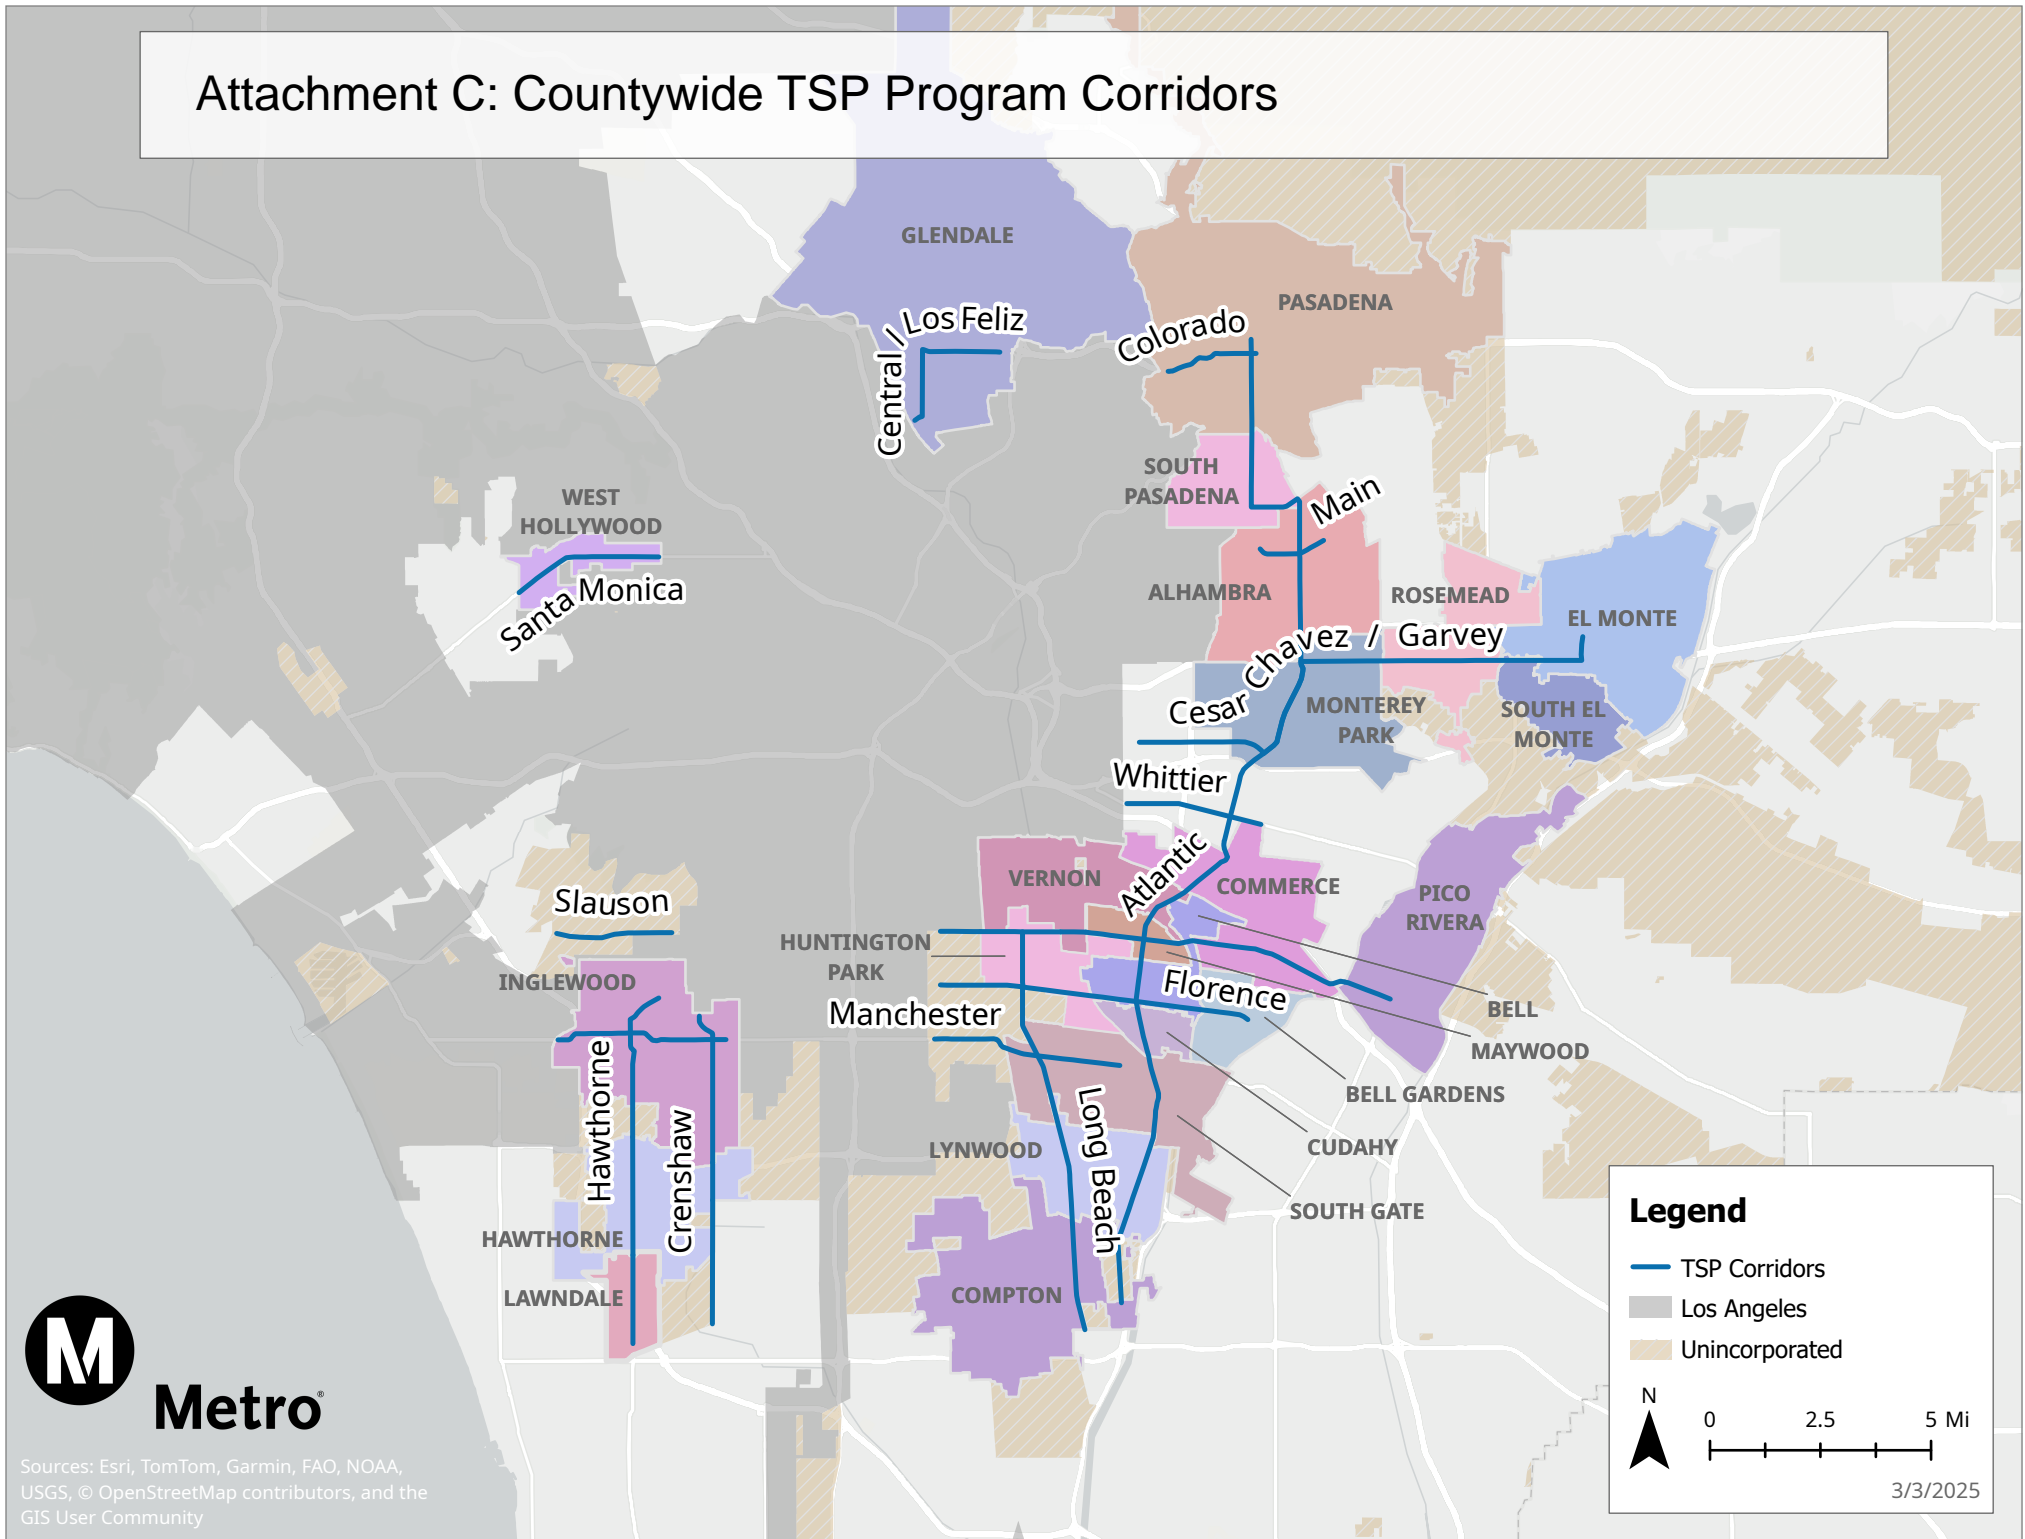 Attachment C: Countywide TSP Program Corridors
GLENDALE
PASADENA
Los Feliz
Central /
Colorado
SOUTH
PASADENA
Main
WEST
HOLLYWOOD
Santa Monica
ALHAMBRA
ROSEMEAD
EL MONTE
Cesar Chavez / Garvey
MONTEREY
PARK
SOUTH EL
MONTE
Whittier
Atlantic
VERNON
COMMERCE
PICO
RIVERA
Slauson
HUNTINGTON
PARK
INGLEWOOD
Florence
Manchester
BELL
MAYWOOD
BELL GARDENS
CUDAHY
SOUTH GATE
Hawthorne
Crenshaw
Long Beach
LYNWOOD
HAWTHORNE
LAWNDALE
COMPTON
Legend
TSP Corridors
Los Angeles
Unincorporated
N
0 2.5 5 Mi
3/3/2025
M
Metro®
Sources: Esri, TomTom, Garmin, FAO, NOAA,
USGS, © OpenStreetMap contributors, and the
GIS User Community